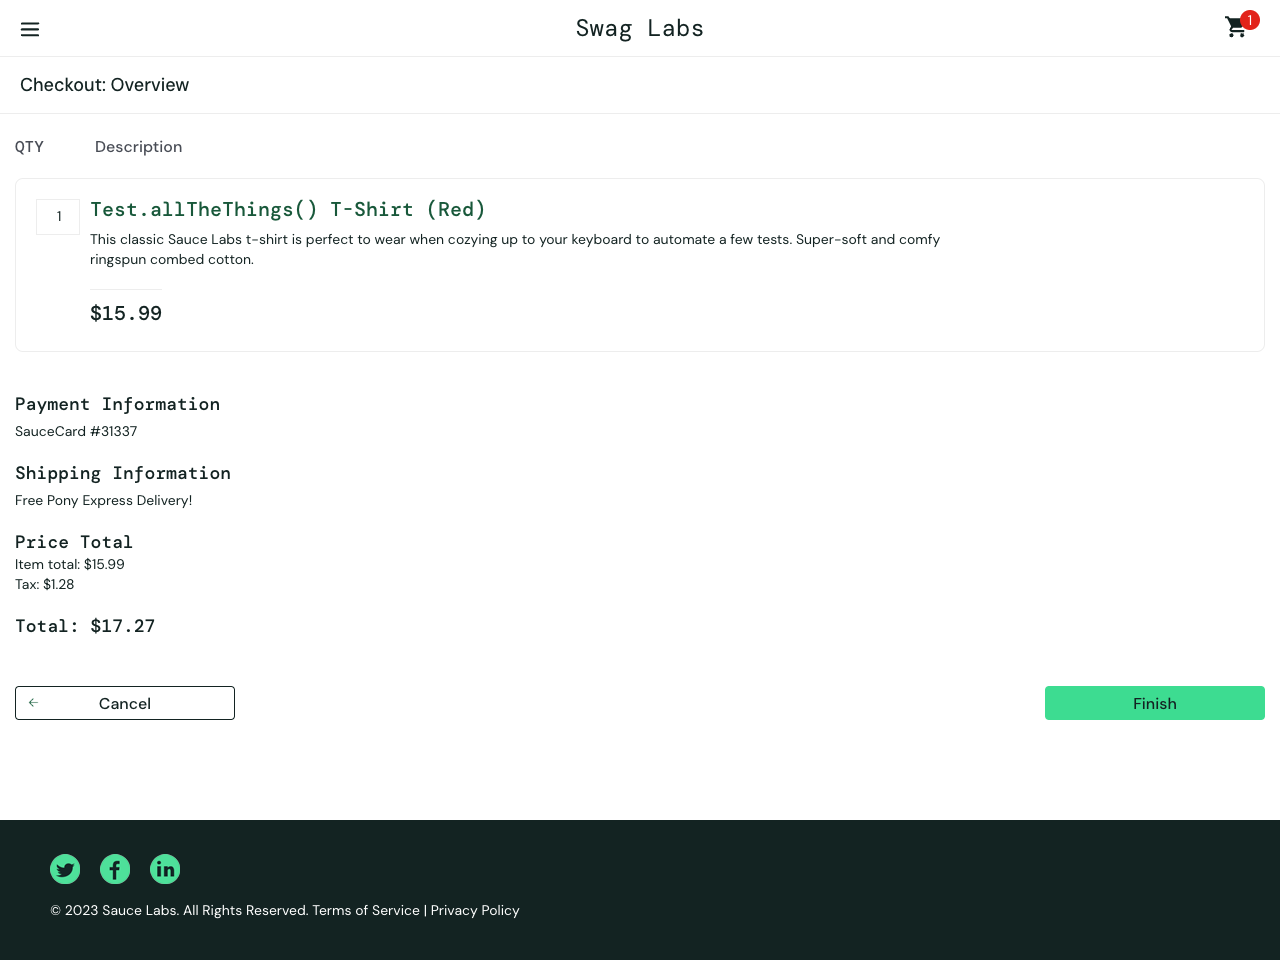 Swag Labs
1
Checkout: Overview
QTY Description
1
Test.allTheThings() T-Shirt (Red)
This classic Sauce Labs t-shirt is perfect to wear when cozying up to your keyboard to automate a few tests. Super-soft and comfy
ringspun combed cotton.
$15.99
Payment Information
SauceCard #31337
Shipping Information
Free Pony Express Delivery!
Price Total
Item total: $15.99
Tax: $1.28
Total: $17.27
Cancel
Finish
© 2023 Sauce Labs. All Rights Reserved. Terms of Service | Privacy Policy